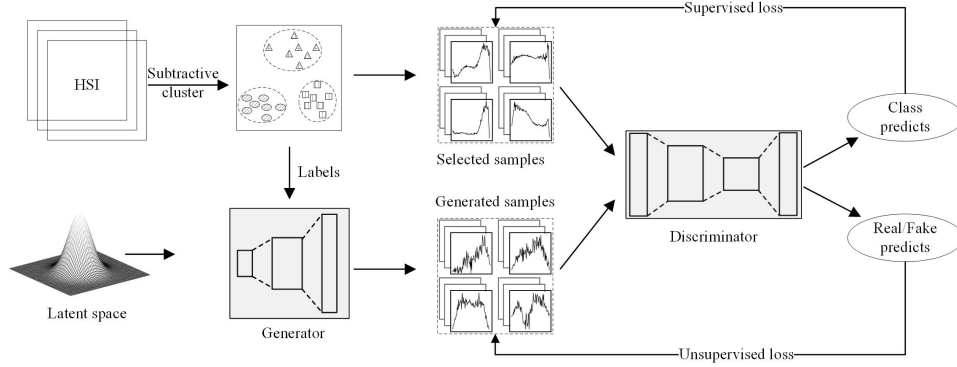 Supervised loss
HSI
Subtractive
cluster
Class
predicts
Selected samples
Labels
Generated samples
Discriminator
Real/Fake
predicts
Latent space
Generator
Unsupervised loss